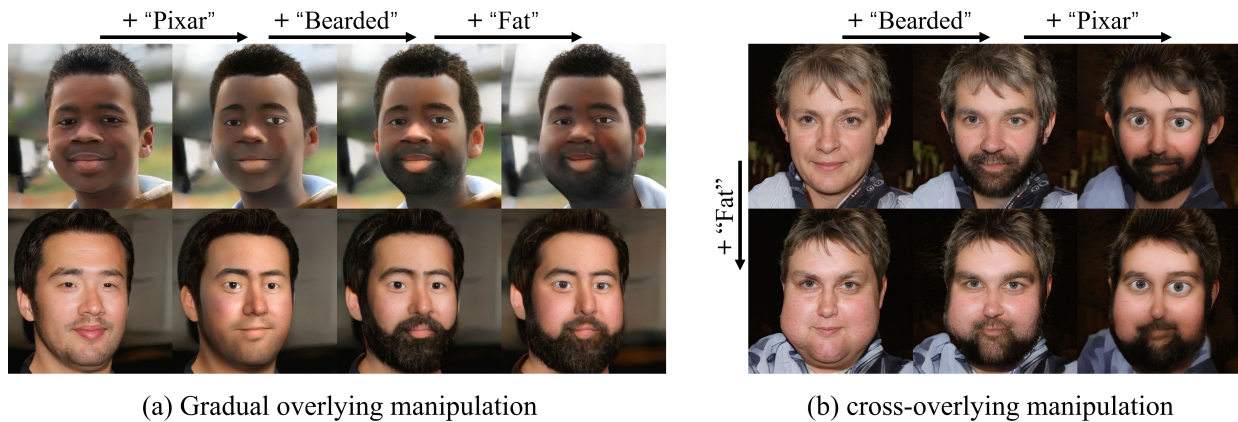 + “Pixar”
+ “Bearded”
+ “Fat”
+ “Bearded”
+ “Pixar”
+ “Fat”
(a) Gradual overlying manipulation
(b) cross-overlying manipulation